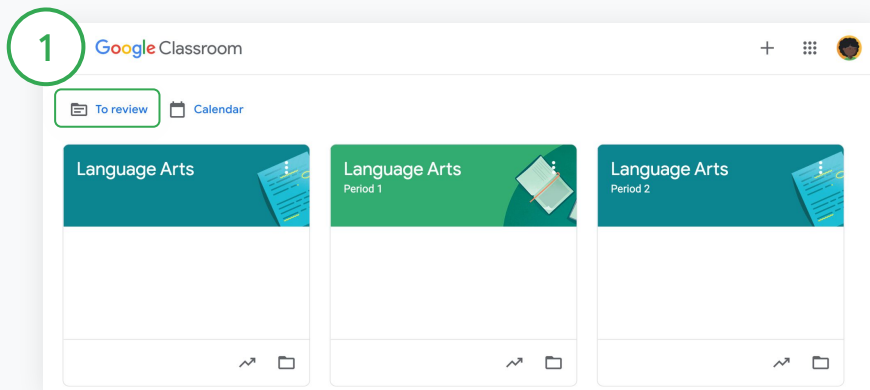 1
Google Classroom
To review
Calendar
Language Arts
Language Arts
Period 1
Language Arts
Period 2